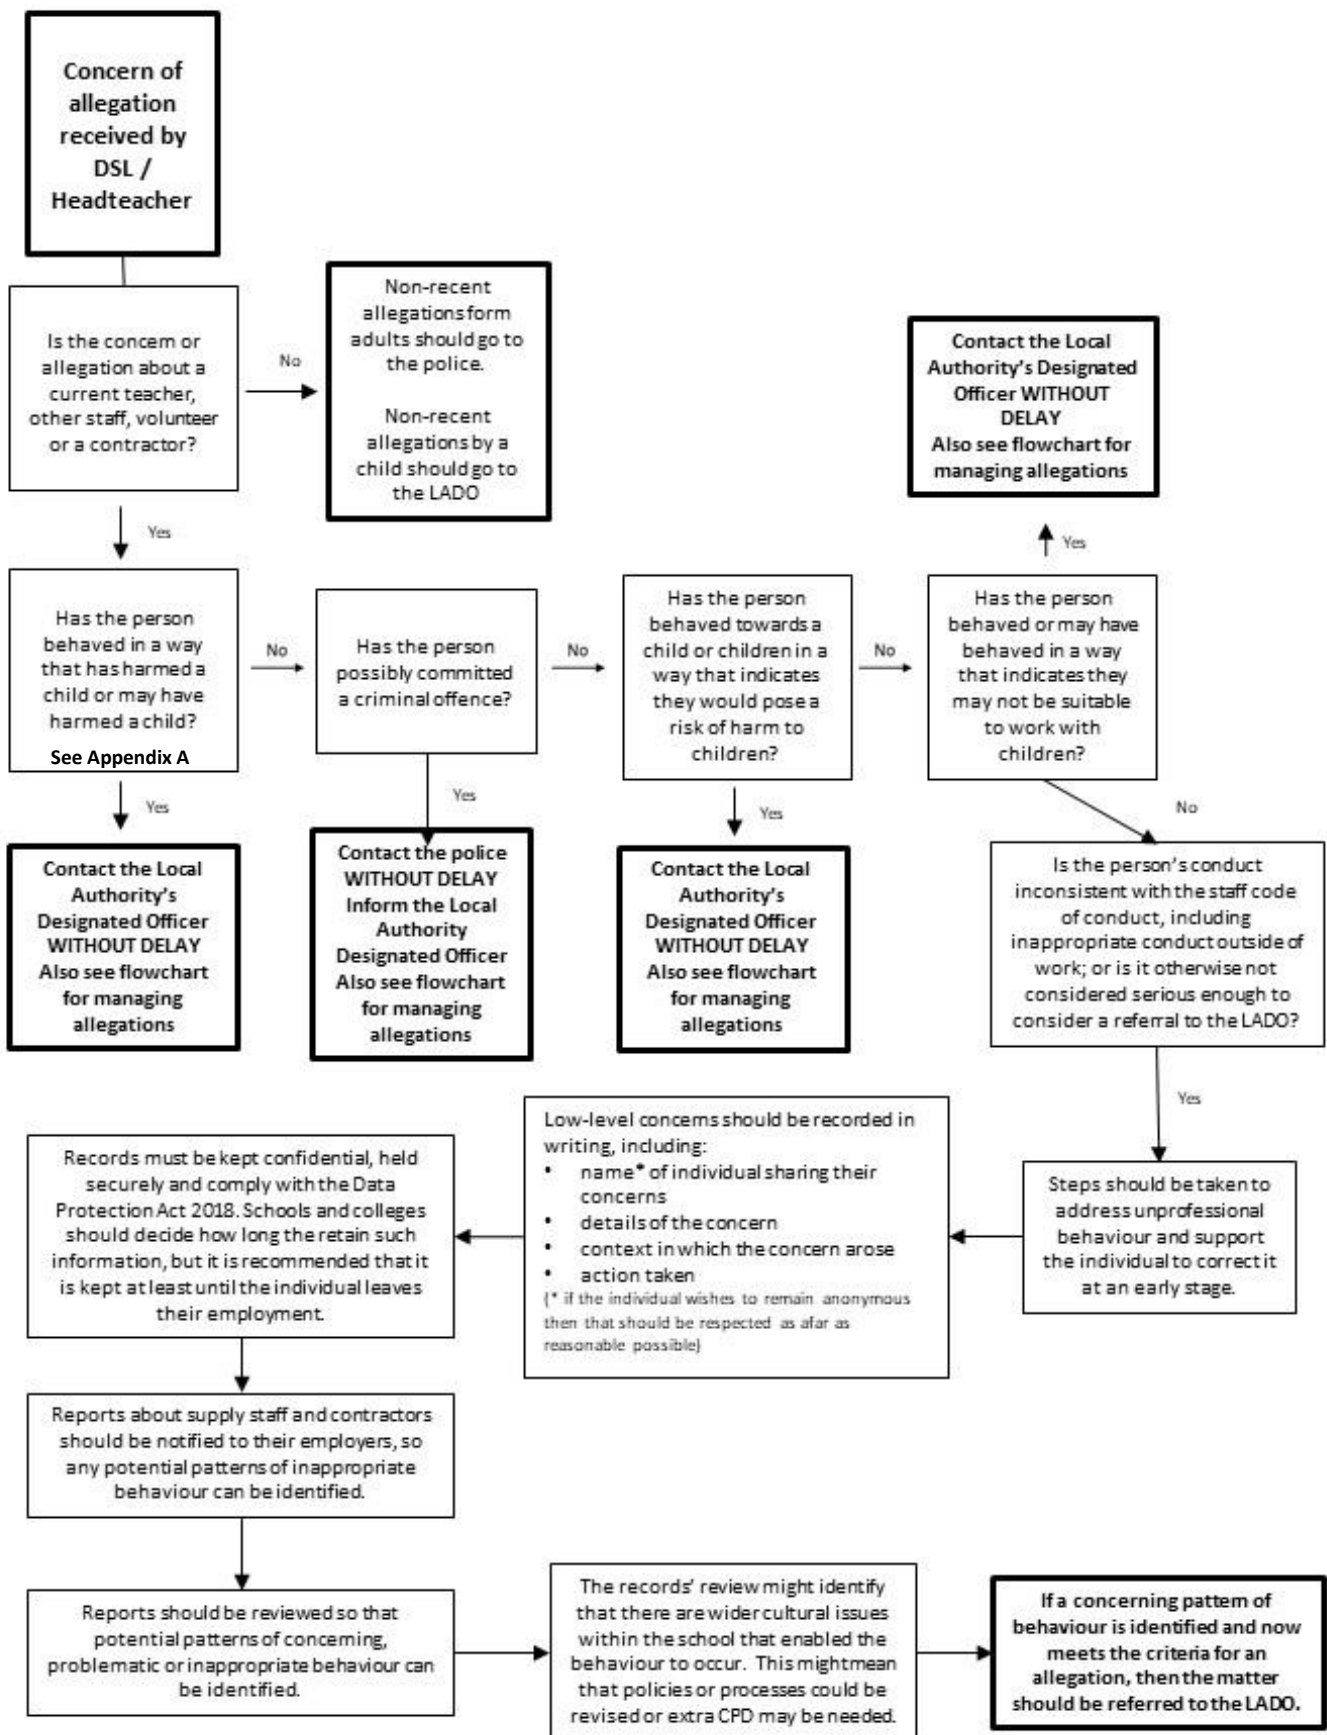 Concern of
allegation
received by
DSL /
Headteacher
Is the concern or
allegation about a
current teacher,
other staff, volunteer
or a contractor?
No
Non-recent
allegations form
adults should go to
the police.
Non-recent
allegations by a
child should go to
the LADO
Contact the Local
Authority's Designated
Officer WITHOUT
DELAY
Also see flowchart for
managing allegations
Yes
Yes
Has the person
behaved in a way
that has harmed a
child or may have
harmed a child?
See Appendix A
No
Has the person
possibly committed
a criminal offence?
No
Has the person
behaved towards a
child or children in a
way that indicates
they would pose a
risk of harm to
children?
No
Has the person
behaved or may have
behaved in a way
that indicates they
may not be suitable
to work with
children?
Yes
Yes
Yes
No
Contact the Local
Authority's
Designated Officer
WITHOUT DELAY
Also see flowchart
for managing
allegations
Contact the police
WITHOUT DELAY
Inform the Local
Authority
Designated Officer
Also see flowchart
for managing
allegations
Contact the Local
Authority's
Designated Officer
WITHOUT DELAY
Also see flowchart
for managing
allegations
Is the person's conduct
inconsistent with the staff code
of conduct, including
inappropriate conduct outside of
work; or is it otherwise not
considered serious enough to
consider a referral to the LADO?
Yes
Steps should be taken to
address unprofessional
behaviour and support
the individual to correct it
at an early stage.
Low-level concerns should be recorded in
writing, including:
• name* of individual sharing their
concerns
• details of the concern
• context in which the concern arose
• action taken
(* if the individual wishes to remain anonymous
then that should be respected as afar as
reasonable possible)
Records must be kept confidential, held
securely and comply with the Data
Protection Act 2018. Schools and colleges
should decide how long the retain such
information, but it is recommended that it
is kept at least until the individual leaves
their employment.
Reports about supply staff and contractors
should be notified to their employers, so
any potential patterns of inappropriate
behaviour can be identified.
Reports should be reviewed so that
potential patterns of concerning,
problematic or inappropriate behaviour can
be identified.
The records' review might identify
that there are wider cultural issues
within the school that enabled the
behaviour to occur. This might mean
that policies or processes could be
revised or extra CPD may be needed.
If a concerning pattern of
behaviour is identified and now
meets the criteria for an
allegation, then the matter
should be referred to the LADO.